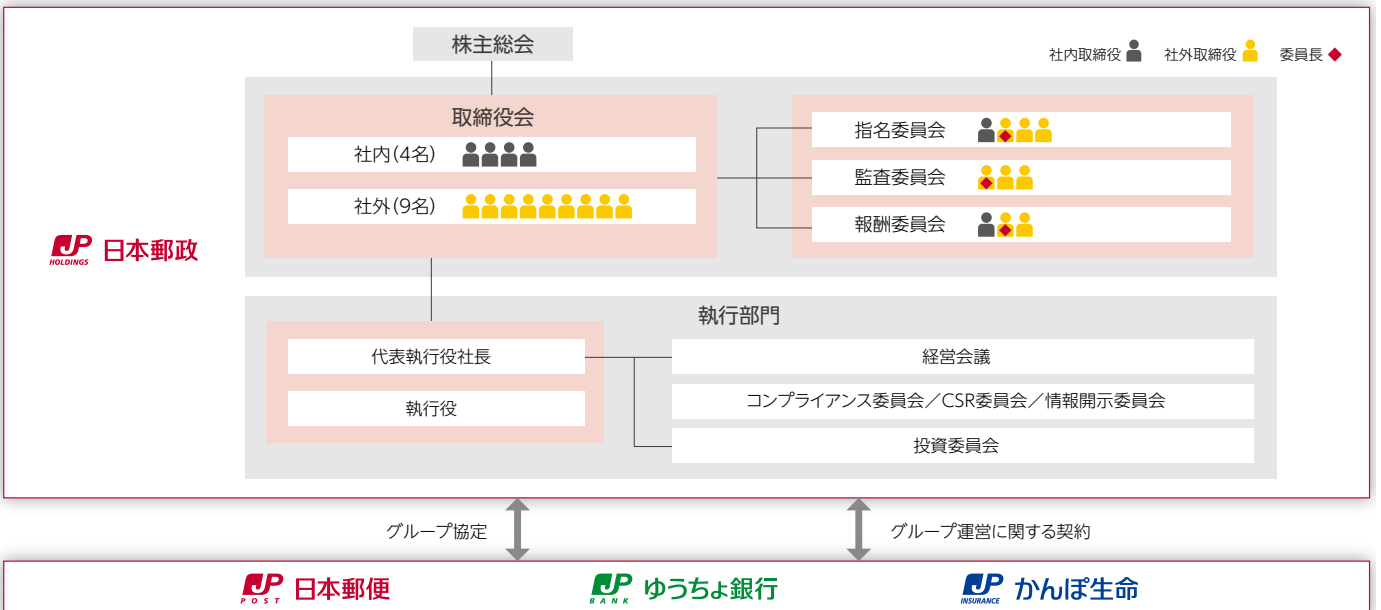 株主総会
社内取締役
社外取締役
委員長
取締役会
社内(4名)
社外(9名)
指名委員会
監査委員会
報酬委員会
JP
HOLDINGS
日本郵政
執行部門
代表執行役社長
執行役
経営会議
コンプライアンス委員会／CSR委員会／情報開示委員会
投資委員会
グループ協定
グループ運営に関する契約
JP
POST
日本郵便
JP
BANK
ゆうちょ銀行
JP
INSURANCE
かんぽ生命